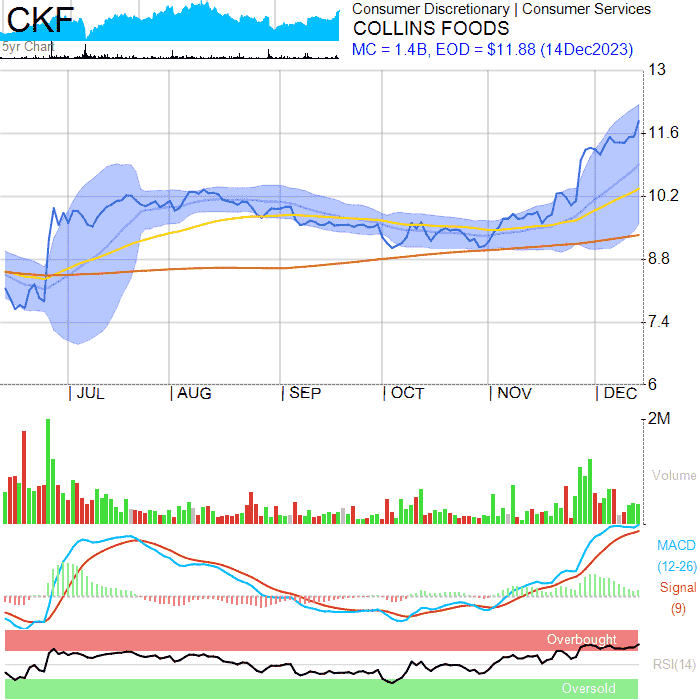 CKF
Consumer Discretionary | Consumer Services
COLLINS FOODS
5yr Chart
MC = 1.4B, EOD = $11.88 (14Dec2023)
13
11.6
10.2
8.8
7.4
6
| JUL | AUG | SEP | OCT | NOV | DEC
2M
Volume
MACD
(12-26)
Signal
(9)
Overbought
RSI(14)
Oversold